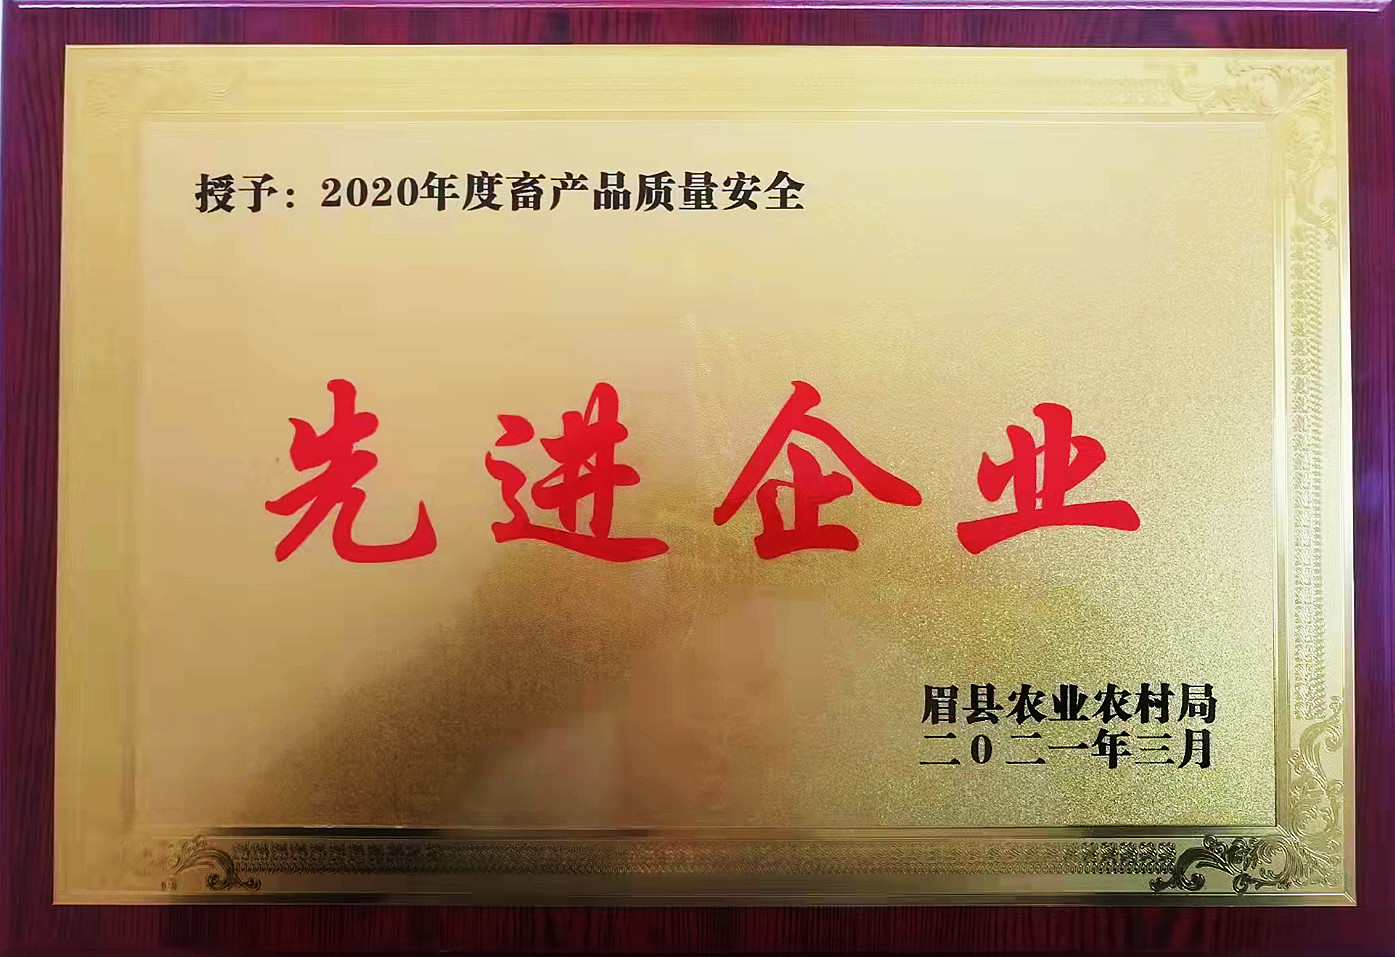 授予：2020年度畜产品质量安全
先进企业
眉县农业农村局
二0二一年三月